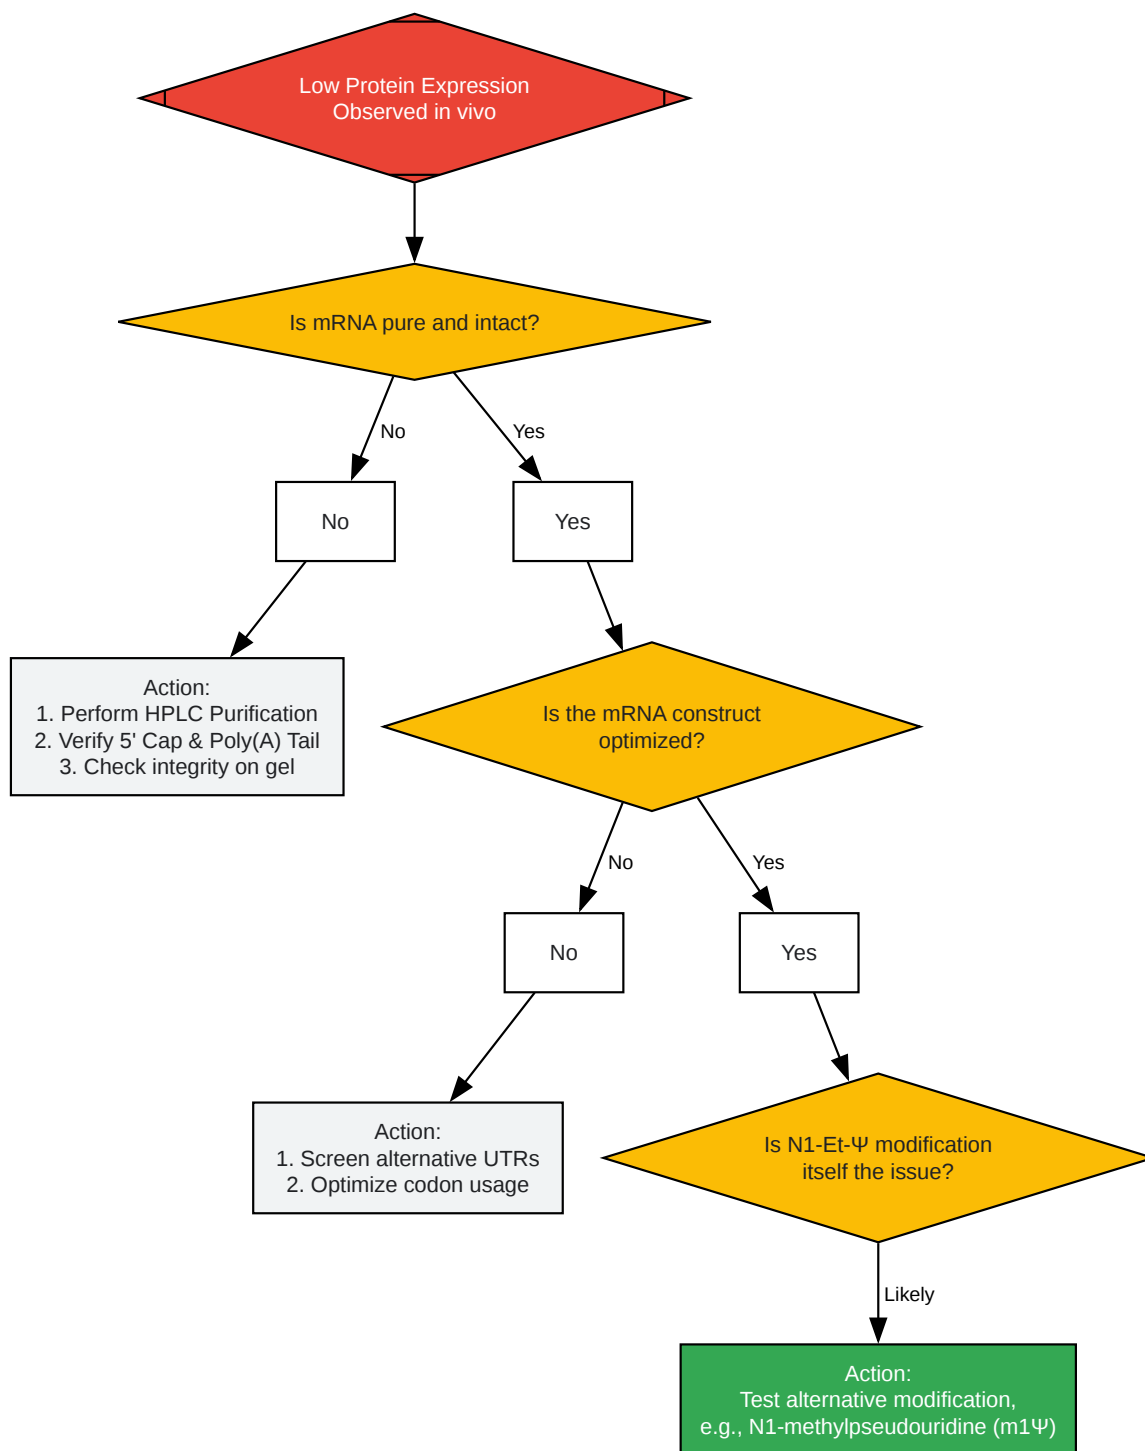 Low Protein Expression
Observed in vivo
Is mRNA pure and intact?
No
Yes
No
Yes
Action:
1. Perform HPLC Purification
2. Verify 5' Cap & Poly(A) Tail
3. Check integrity on gel
Is the mRNA construct
optimized?
No
Yes
No
Yes
Action:
1. Screen alternative UTRs
2. Optimize codon usage
Is N1-Et-Ψ modification
itself the issue?
Likely
Action:
Test alternative modification,
e.g., N1-methylpseudouridine (m1Ψ)